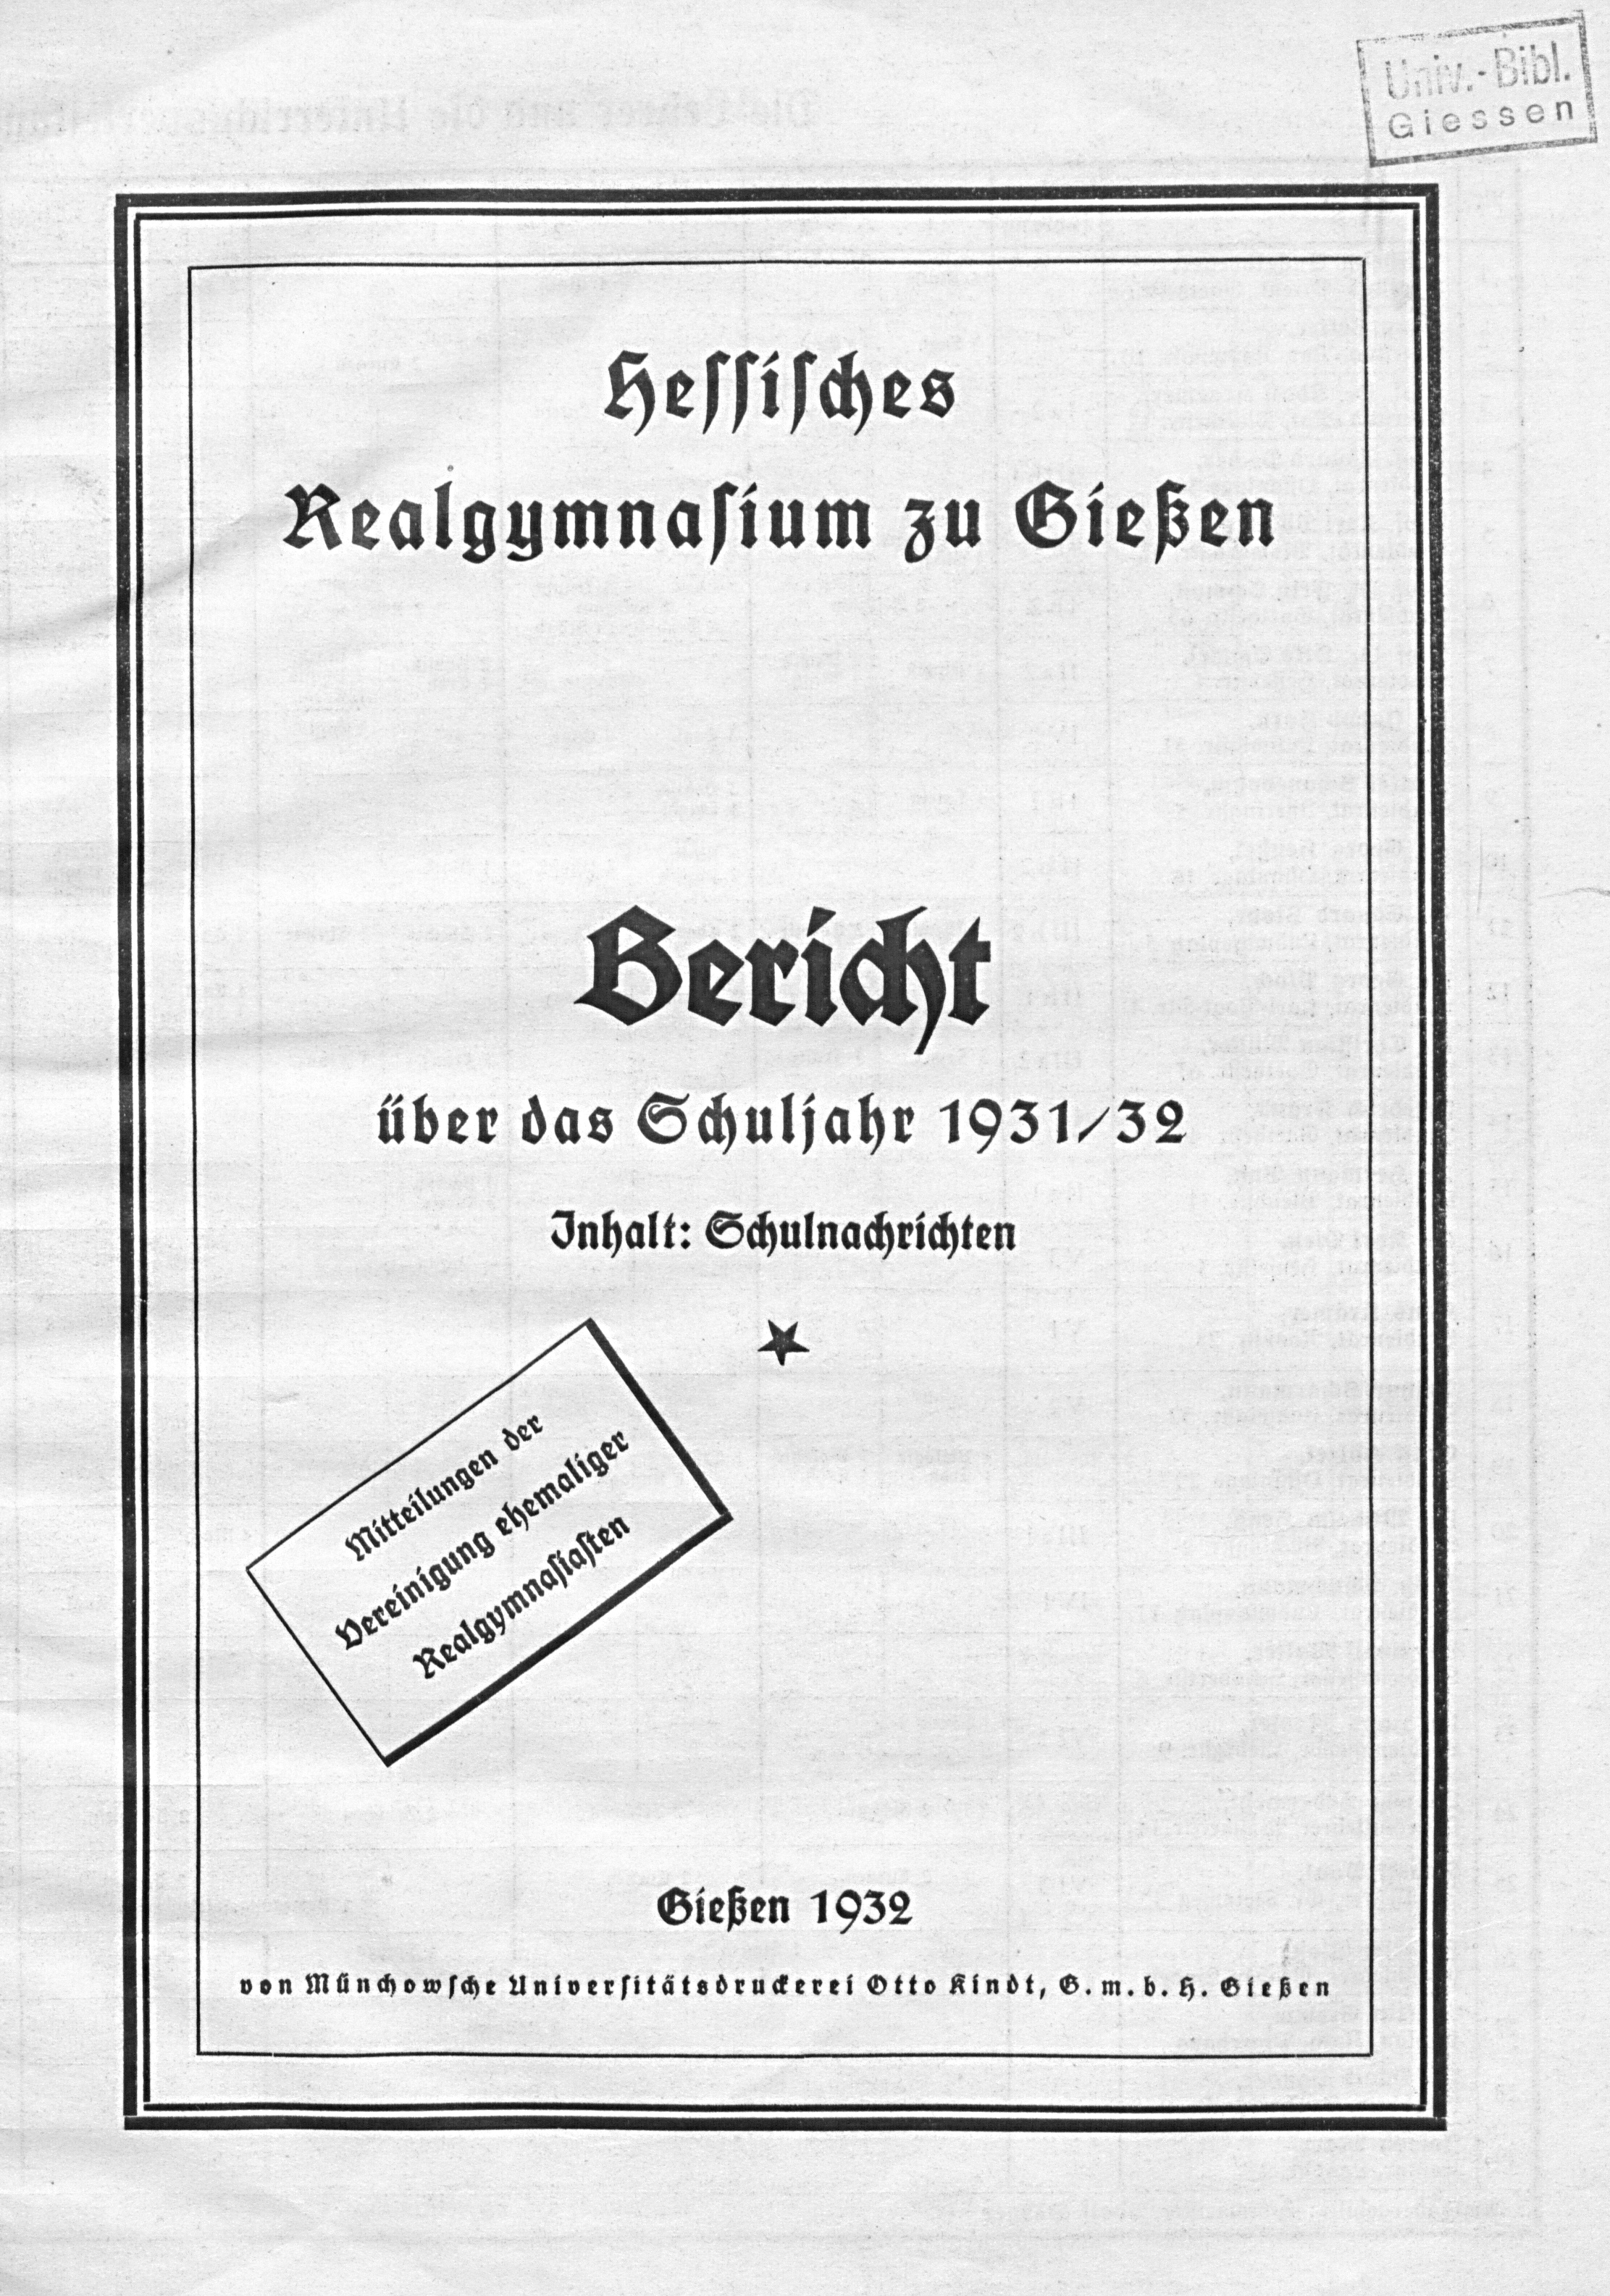 Univ.-Bibl.
Giessen
Heſſiſches
Realgymnaſium zu Gießen
Bericht
über das Schuljahr 1931/32
Inhalt: Schulnachrichten
Mitteilungen der
Vereinigung ehemaliger
Realgymnaſiaſten
Gießen 1932
von Münchowſche Univerſitätsdruckerei Otto Kindt, G. m. b. H. Gießen